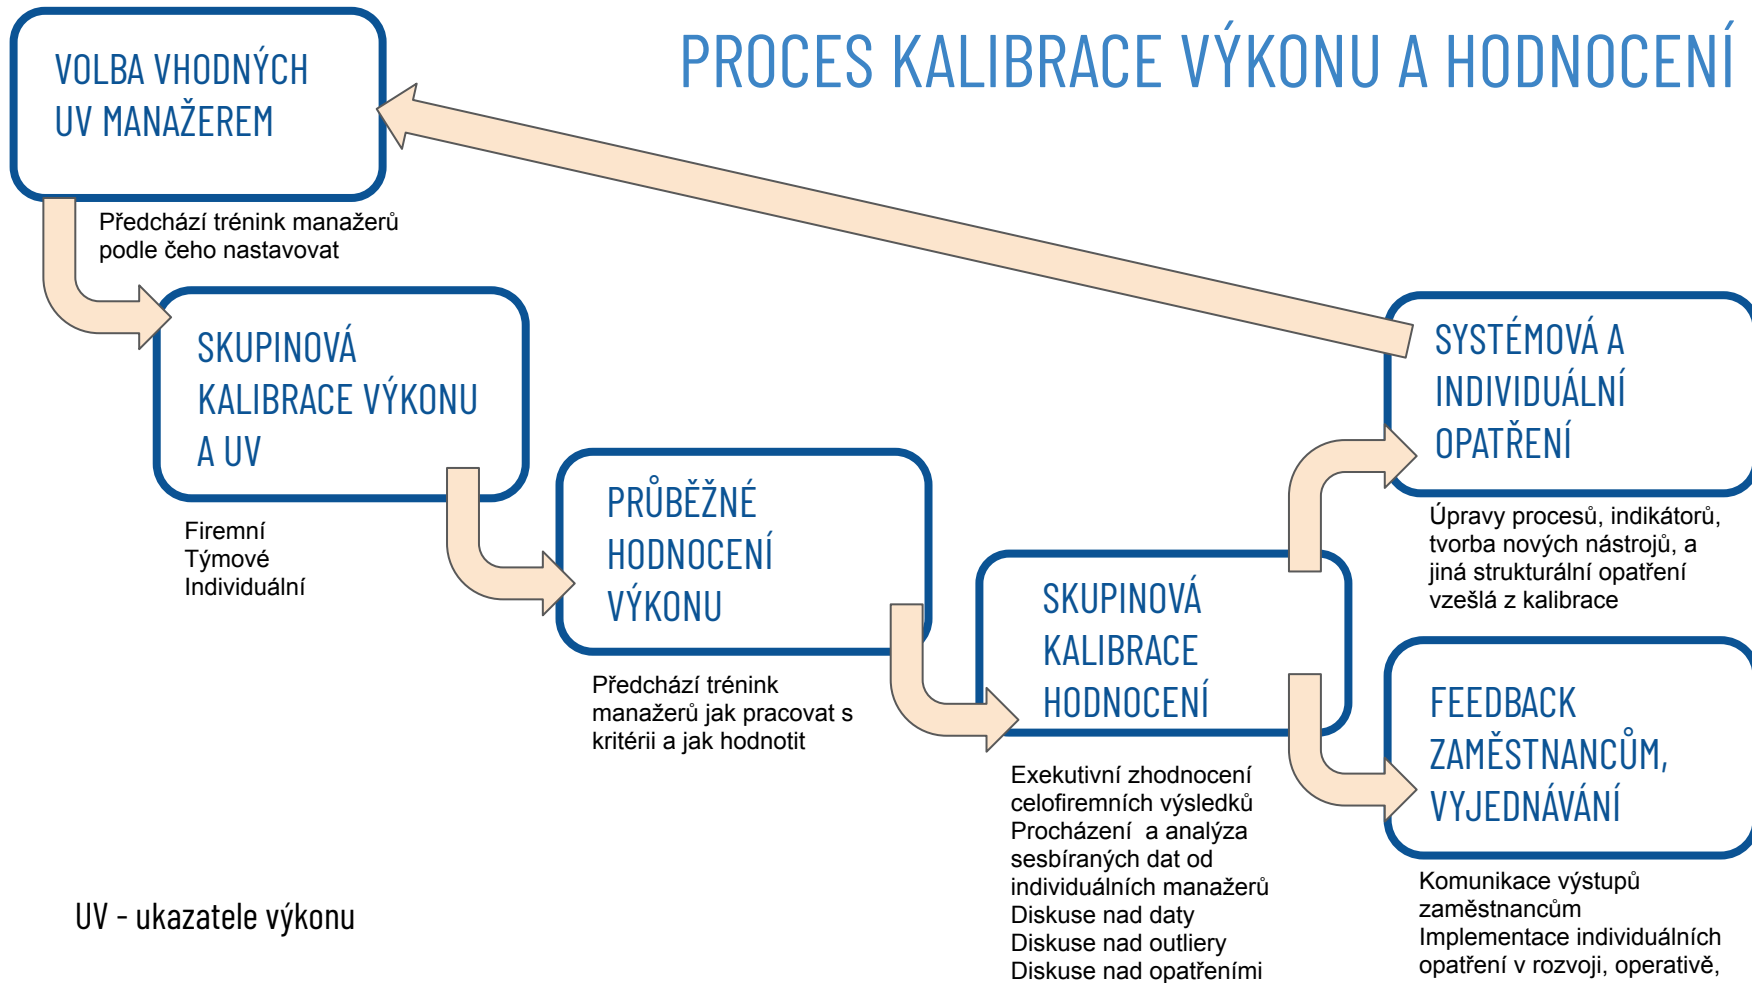 PROCES KALIBRACE VÝKONU A HODNOCENÍ
VOLBA VHODNÝCH
UV MANAŽEREM
Předchází trénink manažerů
podle čeho nastavovat
SKUPINOVÁ
KALIBRACE VÝKONU
A UV
Firemní
Týmové
Individuální
PRŮBĚŽNÉ
HODNOCENÍ
VÝKONU
Předchází trénink
manažerů jak pracovat s
kritérii a jak hodnotit
SKUPINOVÁ
KALIBRACE
HODNOCENÍ
Exekutivní zhodnocení
celofiremních výsledků
Procházení a analýza
sesbíraných dat od
individuálních manažerů
Diskuse nad daty
Diskuse nad outliery
Diskuse nad opatřeními
SYSTÉMOVÁ A
INDIVIDUÁLNÍ
OPATŘENÍ
Úpravy procesů, indikátorů,
tvorba nových nástrojů, a
jiná strukturální opatření
vzešlá z kalibrace
FEEDBACK
ZAMĚSTNANCŮM,
VYJEDNÁVÁNÍ
Komunikace výstupů
zaměstnancům
Implementace individuálních
opatření v rozvoji, operativě,
UV - ukazatele výkonu